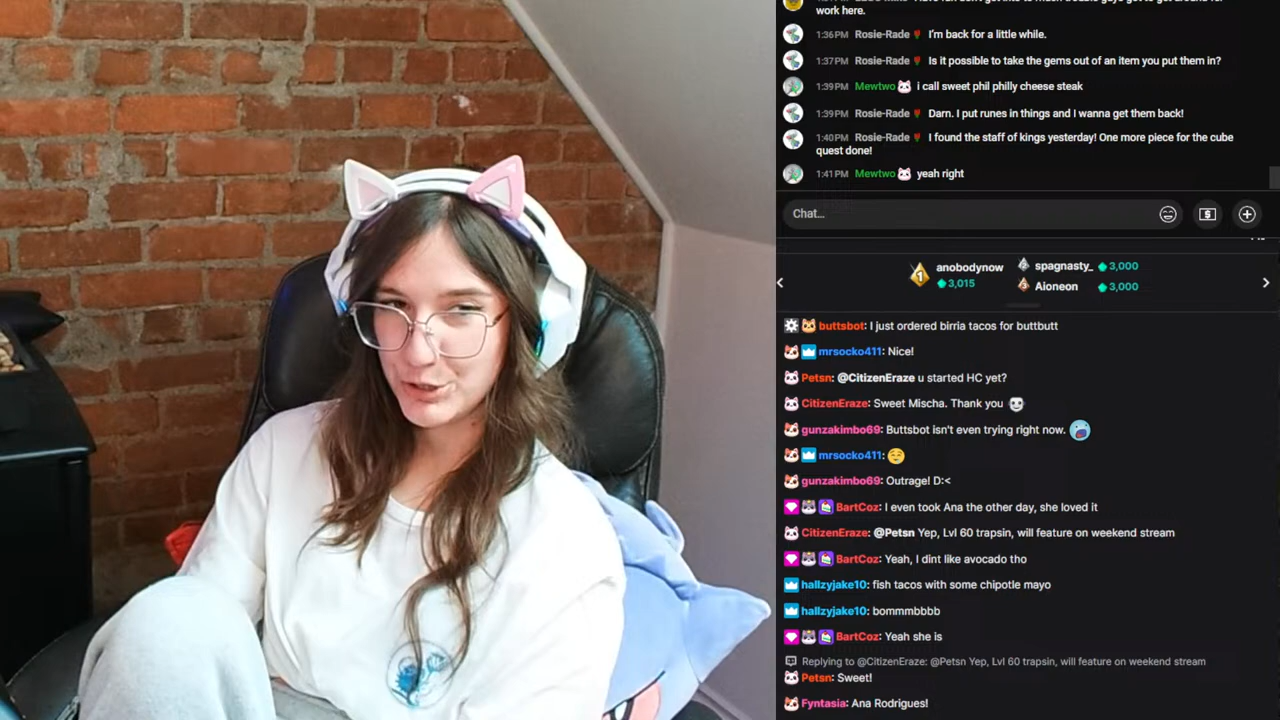 work here.
1:36 PM Rosie-Rade I'm back for a little while.
1:37 PM Rosie-Rade Is it possible to take the gems out of an item you put them in?
1:39 PM Mewtwo i call sweet phil philly cheese steak
1:39 PM Rosie-Rade Darn. I put runes in things and I wanna get them back!
1:40 PM Rosie-Rade I found the staff of kings yesterday! One more piece for the cube
quest done!
1:41 PM Mewtwo yeah right
Chat...
anobodynow
3,015
spagnasty_ 3,000
Aioneon 3,000
buttsbot: I just ordered birria tacos for buttbutt
mrsocko411: Nice!
Petsn: @CitizenEraze u started HC yet?
CitizenEraze: Sweet Mischa. Thank you
gunzakimbo69: Buttsbot isn't even trying right now.
mrsocko411:
gunzakimbo69: Outrage! D:<
BartCoz: I even took Ana the other day, she loved it
CitizenEraze: @Petsn Yep, Lvl 60 trapsin, will feature on weekend stream
BartCoz: Yeah, I dint like avocado tho
hallzyjake10: fish tacos with some chipotle mayo
hallzyjake10: bommmbbbb
BartCoz: Yeah she is
Replying to @CitizenEraze: @Petsn Yep, Lvl 60 trapsin, will feature on weekend stream
Petsn: Sweet!
Fyntasia: Ana Rodrigues!